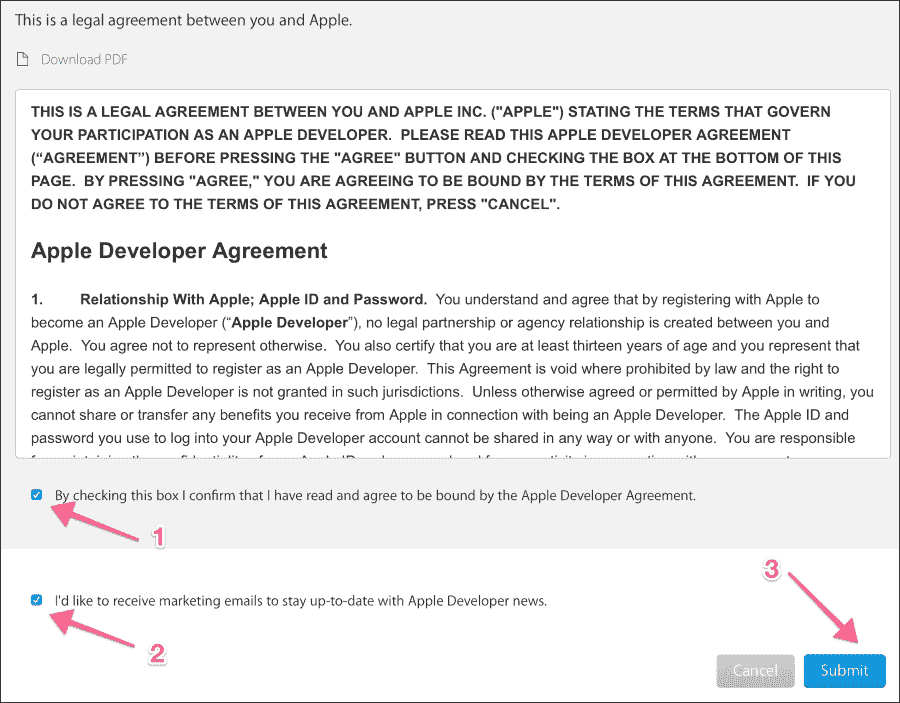 This is a legal agreement between you and Apple.
Download PDF
THIS IS A LEGAL AGREEMENT BETWEEN YOU AND APPLE INC. ("APPLE") STATING THE TERMS THAT GOVERN
YOUR PARTICIPATION AS AN APPLE DEVELOPER.  PLEASE READ THIS APPLE DEVELOPER AGREEMENT
(“AGREEMENT”) BEFORE PRESSING THE "AGREE" BUTTON AND CHECKING THE BOX AT THE BOTTOM OF THIS
PAGE.  BY PRESSING "AGREE," YOU ARE AGREEING TO BE BOUND BY THE TERMS OF THIS AGREEMENT.  IF YOU
DO NOT AGREE TO THE TERMS OF THIS AGREEMENT, PRESS "CANCEL".
Apple Developer Agreement
1. Relationship With Apple; Apple ID and Password.  You understand and agree that by registering with Apple to
become an Apple Developer (“Apple Developer”), no legal partnership or agency relationship is created between you and
Apple.  You agree not to represent otherwise.  You also certify that you are at least thirteen years of age and you represent that
you are legally permitted to register as an Apple Developer.  This Agreement is void where prohibited by law and the right to
register as an Apple Developer is not granted in such jurisdictions.  Unless otherwise agreed or permitted by Apple in writing, you
cannot share or transfer any benefits you receive from Apple in connection with being an Apple Developer.  The Apple ID and
password you use to log into your Apple Developer account cannot be shared in any way or with anyone.  You are responsible
By checking this box I confirm that I have read and agree to be bound by the Apple Developer Agreement.
1
3
I'd like to receive marketing emails to stay up-to-date with Apple Developer news.
2
Cancel
Submit